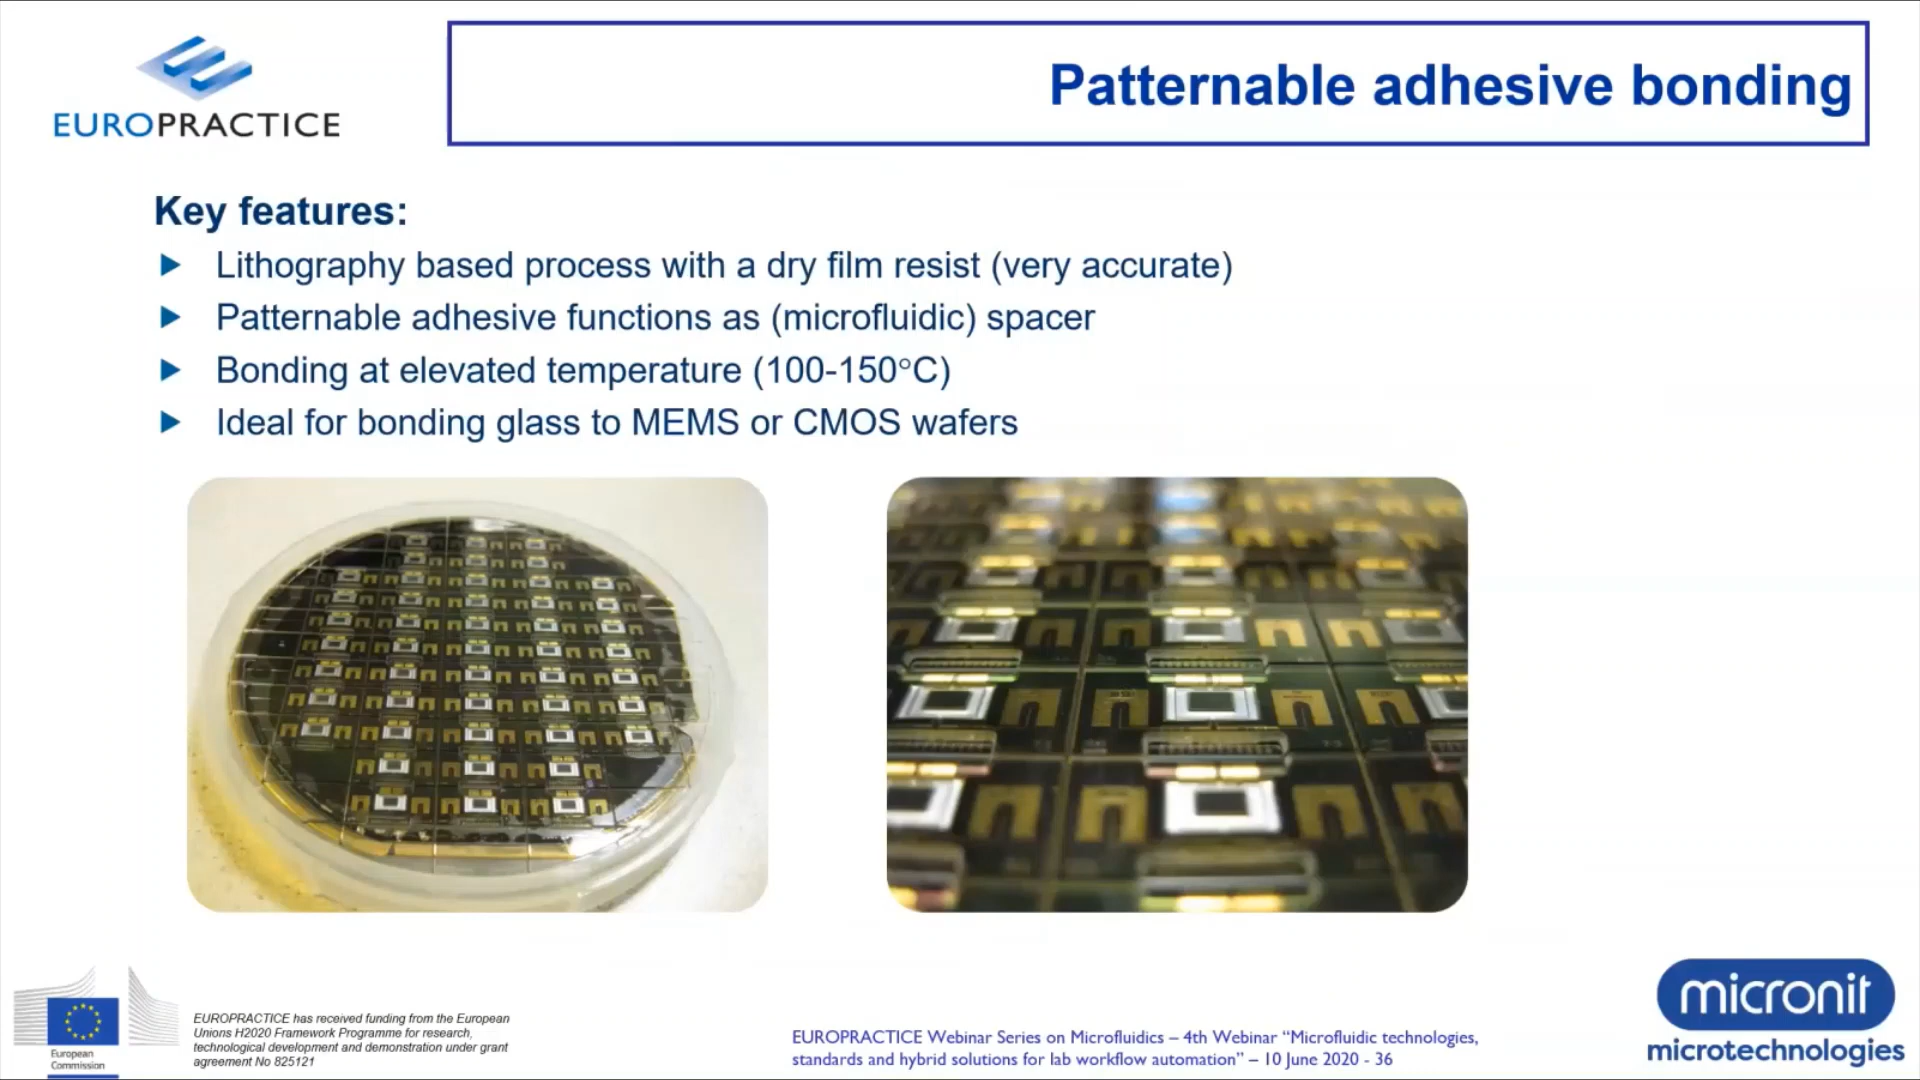 EUROPRACTICE
Patternable adhesive bonding
Key features:
Lithography based process with a dry film resist (very accurate)
Patternable adhesive functions as (microfluidic) spacer
Bonding at elevated temperature (100-150°C)
Ideal for bonding glass to MEMS or CMOS wafers
European
Commission
EUROPRACTICE has received funding from the European
Unions H2020 Framework Programme for research,
technological development and demonstration under grant
agreement No 825121
EUROPRACTICE Webinar Series on Microfluidics – 4th Webinar “Microfluidic technologies,
standards and hybrid solutions for lab workflow automation” – 10 June 2020 - 36
micronit
microtechnologies